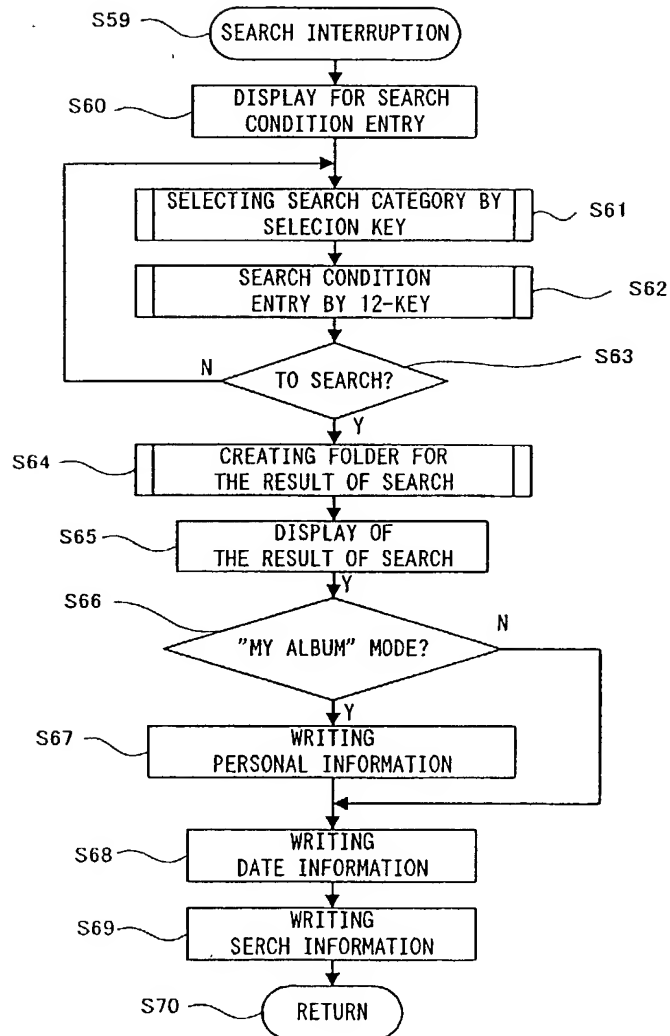 S59
SEARCH INTERRUPTION
S60
DISPLAY FOR SEARCH
CONDITION ENTRY
SELECTING SEARCH CATEGORY BY
SELECION KEY
S61
SEARCH CONDITION
ENTRY BY 12-KEY
S62
S63
N
TO SEARCH?
Y
S64
CREATING FOLDER FOR
THE RESULT OF SEARCH
S65
DISPLAY OF
THE RESULT OF SEARCH
Y
S66
N
"MY ALBUM" MODE?
Y
S67
WRITING
PERSONAL INFORMATION
S68
WRITING
DATE INFORMATION
S69
WRITING
SERCH INFORMATION
S70
RETURN